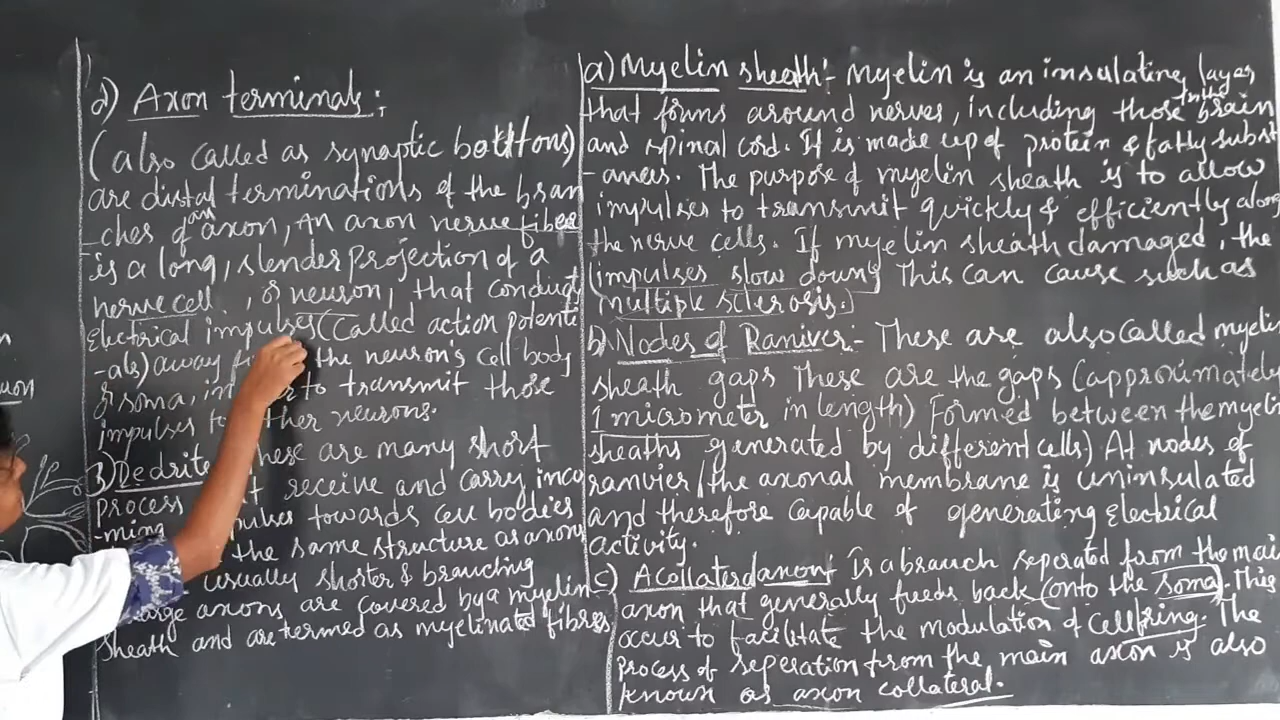 n
uon
d) Axon terminals:
(also called as synaptic bottons)
are distal terminations of the bran
-ches of an axon, An axon nerve fiber
is a long, slender projection of a
nerve cell, or neuron, that conduct
Electrical impulses (called action potenti
-als) away the neuron's cell body
or soma, in to transmit those
impulses to other neurons.
B) Dedrite These are many short
process receive and carry inco
-ming towards cell bodies
the same structure as axons
usually shorter & branching
large axons are covered by a myelin
sheath and are termed as myelinated fibres
a) Myelin sheath:- Myelin is an insulating layer
that forms around nerves, including those in the brain
and spinal cord. It is made up of protein & fatty subst
-ances. The purpose of myelin sheath is to allow
impulses to transmit quickly & efficiently along
the nerve cells. If myelin sheath damaged, the
(impulses slow down) This can cause such as
multiple sclerosis.)
b) Nodes of Ranivier:- These are also called myelin
sheath gaps These are the gaps (approximately
1 micrometer in length) Formed between the myelin
sheaths generated by different cells) At nodes of
ranvier, the axonal membrane is uninsulated
and therefore capable of generating Electrical
activity.
c) A collateral axon is a branch seperated from the main
axon that generally feeds back (onto the soma). This
occur to facilitate the modulation of cell firing. The
process of seperation from the main axon is also
known as axon collateral.